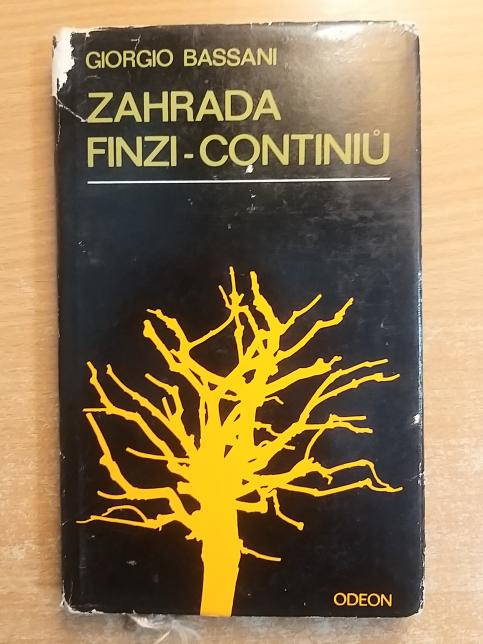 GIORGIO BASSANI
ZAHRADA
FINZI-CONTINIŮ
ODEON